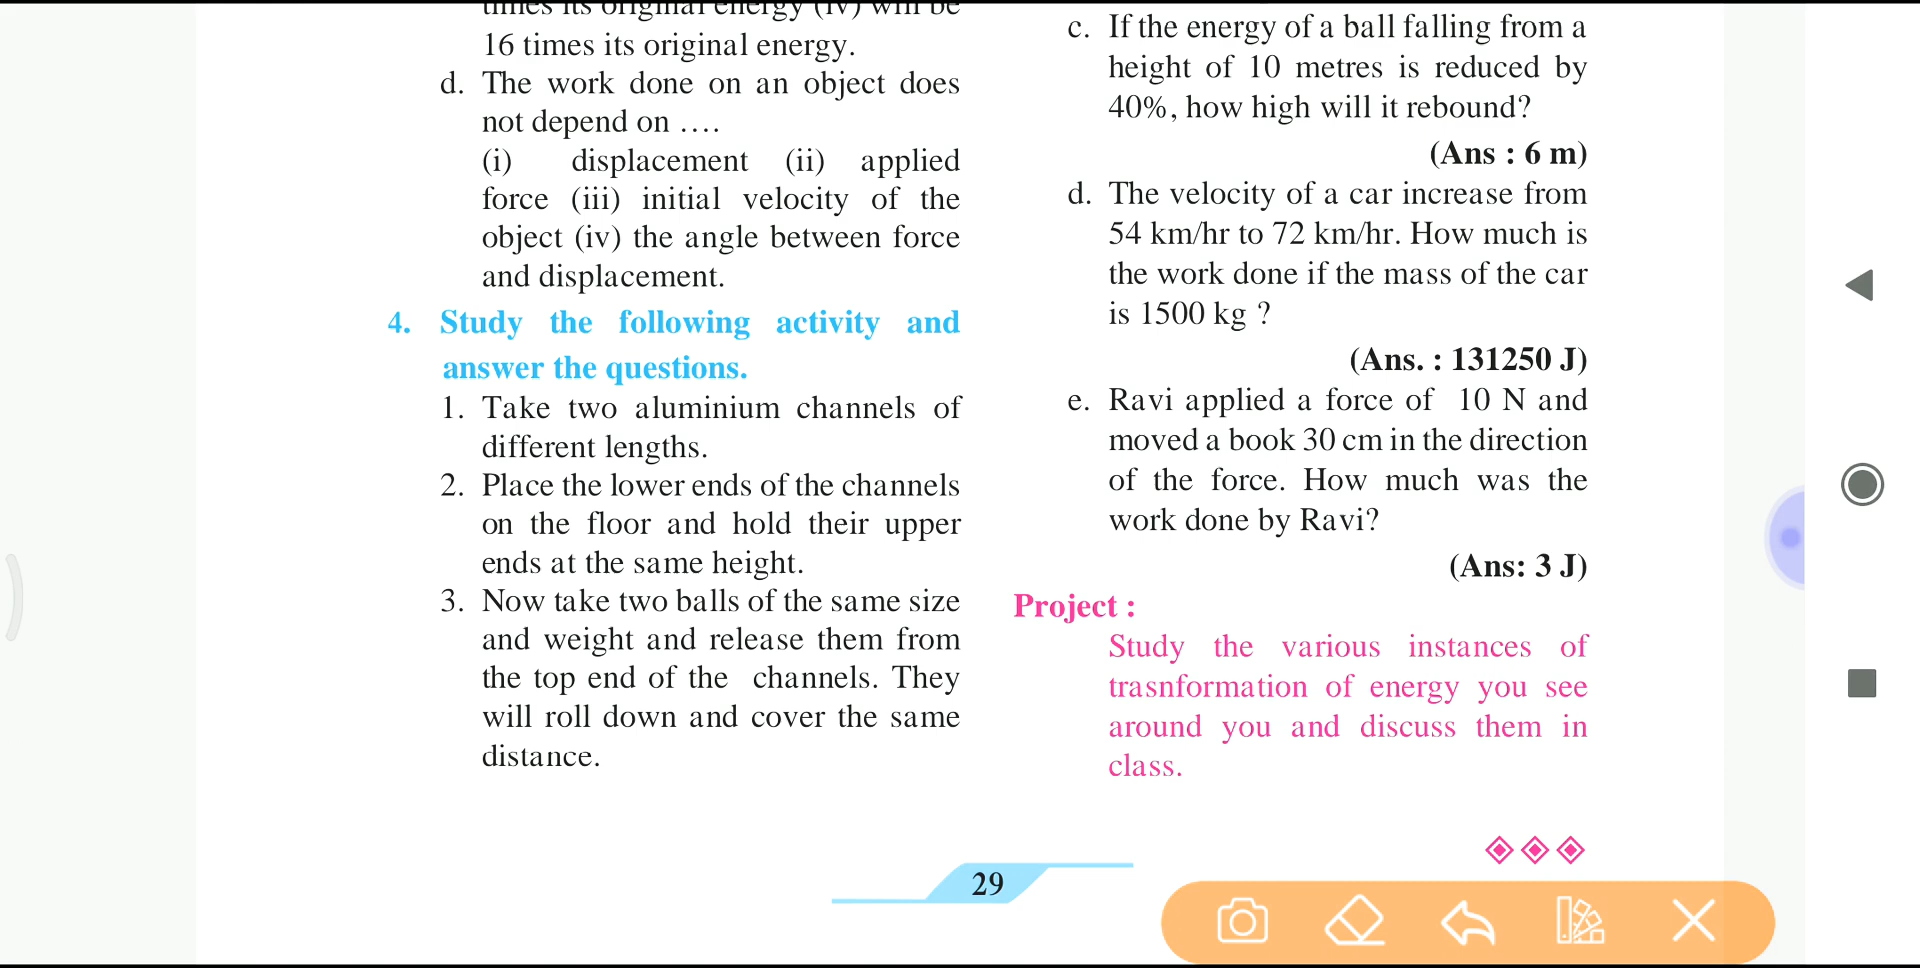 times its original energy (iv) will be
16 times its original energy.
d. The work done on an object does
not depend on ....
(i) displacement (ii) applied
force (iii) initial velocity of the
object (iv) the angle between force
and displacement.
4. Study the following activity and
answer the questions.
1. Take two aluminium channels of
different lengths.
2. Place the lower ends of the channels
on the floor and hold their upper
ends at the same height.
3. Now take two balls of the same size
and weight and release them from
the top end of the channels. They
will roll down and cover the same
distance.
c. If the energy of a ball falling from a
height of 10 metres is reduced by
40%, how high will it rebound?
(Ans : 6 m)
d. The velocity of a car increase from
54 km/hr to 72 km/hr. How much is
the work done if the mass of the car
is 1500 kg ?
(Ans. : 131250 J)
e. Ravi applied a force of 10 N and
moved a book 30 cm in the direction
of the force. How much was the
work done by Ravi?
(Ans: 3 J)
Project :
Study the various instances of
trasnformation of energy you see
around you and discuss them in
class.
29